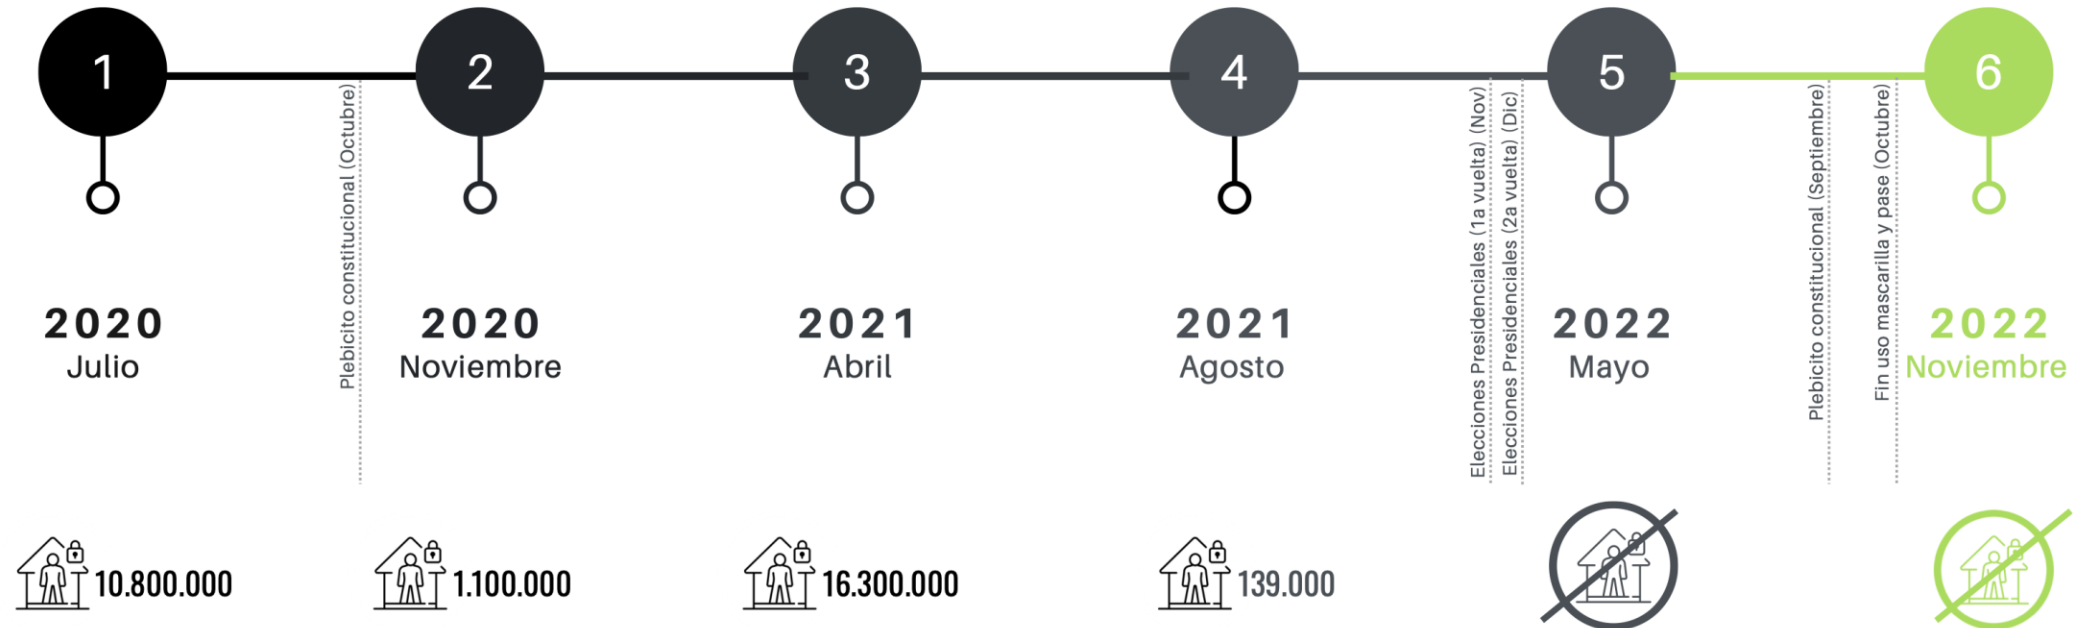 1
2
3
4
5
6
Plebicito constitucional (Octubre)
Elecciones Presidenciales (1a vuelta) (Nov)
Elecciones Presidenciales (2a vuelta) (Dic)
Plebicito constitucional (Septiembre)
Fin uso mascarilla y pase (Octubre)
2020
Julio
2020
Noviembre
2021
Abril
2021
Agosto
2022
Mayo
2022
Noviembre
10.800.000
1.100.000
16.300.000
139.000